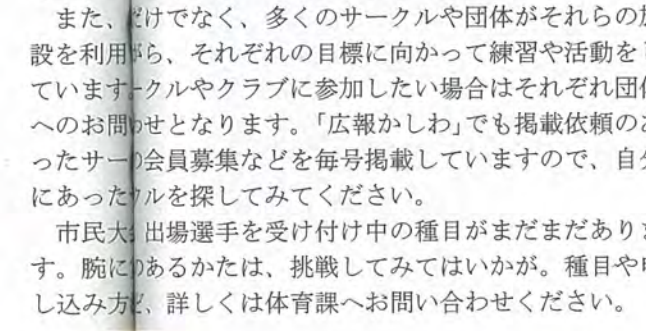 また、けでなく、多くのサークルや団体がそれらの
設を利用ら、それぞれの目標に向かって練習や活動を
ていますークルやクラブに参加したい場合はそれぞれ団
へのお問せとなります。「広報かしわ」でも掲載依頼の
ったサー会員募集などを毎号掲載していますので、自
にあったルを探してみてください。
市民大出場選手を受け付け中の種目がまだまだあり
す。腕にあるかたは、挑戦してみてはいかが。種目や
し込み方、詳しくは体育課へお問い合わせください。